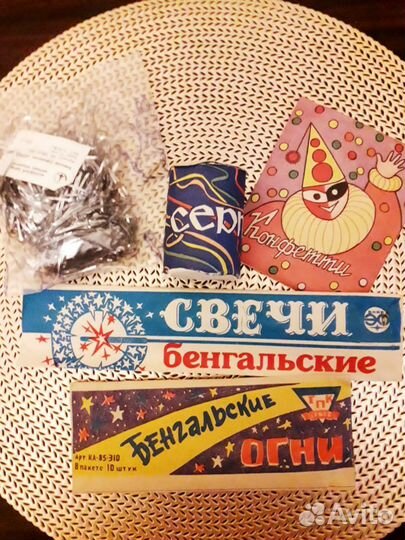 серп
Конфетти
СВЕЧИ
бенгальские
БЕНГАЛЬСКИЕ
ОГНИ
АРТ. КА-85-310
В пакете 10 штук
Avito